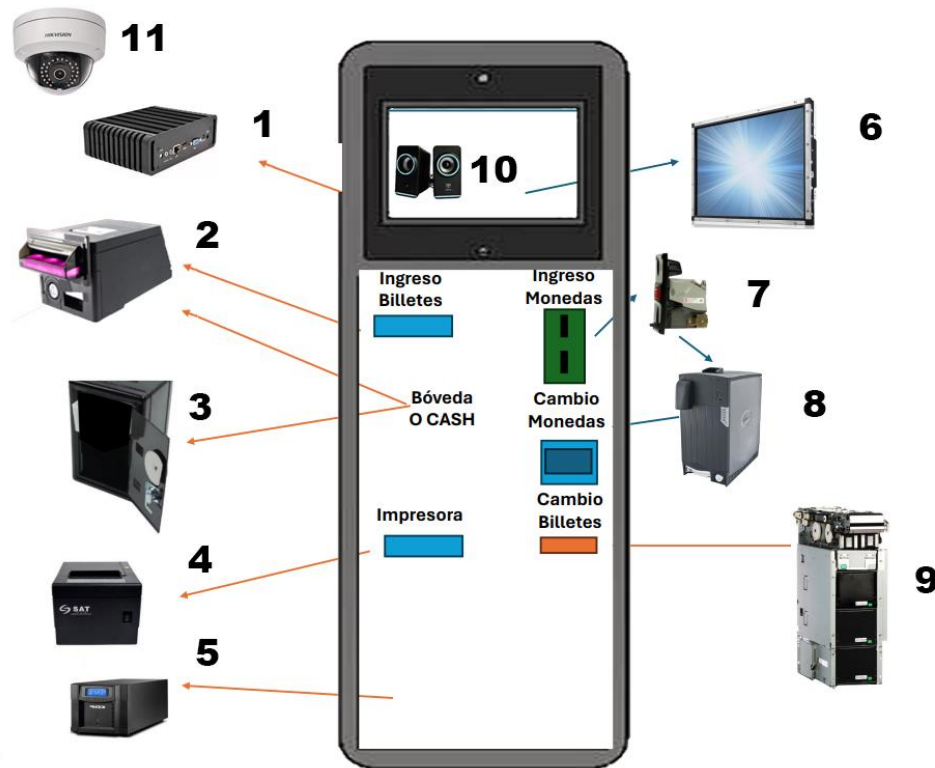 HIKVISION
11
1
6
10
2
Ingreso
Billetes
Ingreso
Monedas
7
3
Bóveda
O CASH
Cambio
Monedas
8
Cambio
Billetes
Impresora
4
SAT
9
5